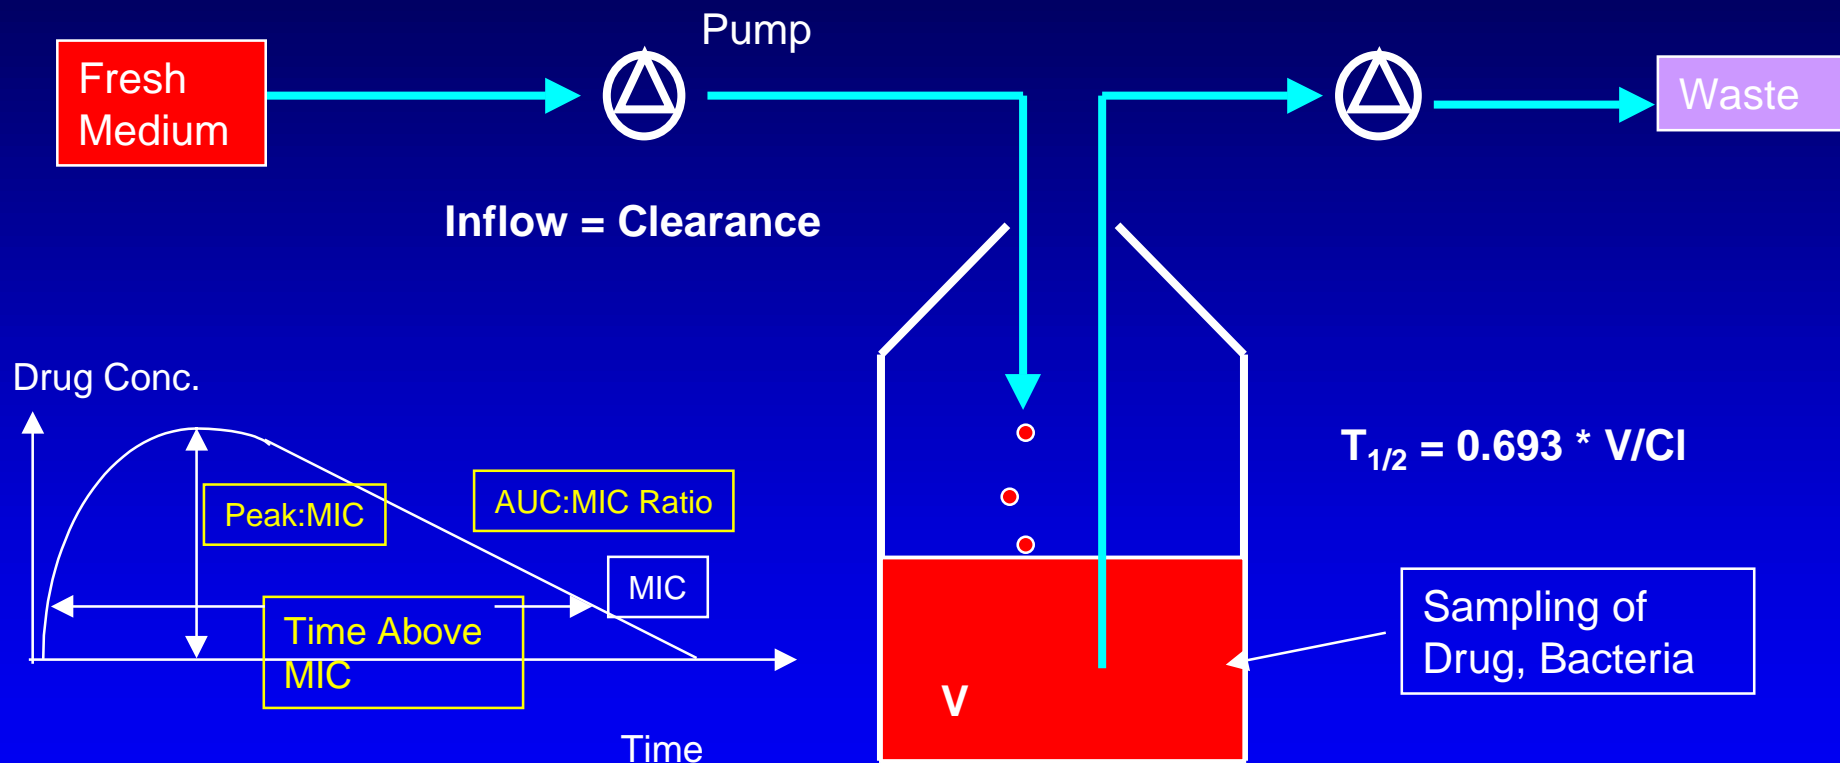 Pump
Fresh
Medium
Waste
Inflow = Clearance
Drug Conc.
Peak:MIC
AUC:MIC Ratio
MIC
Time Above
MIC
Time
T1/2 = 0.693 * V/Cl
Sampling of
Drug, Bacteria
V